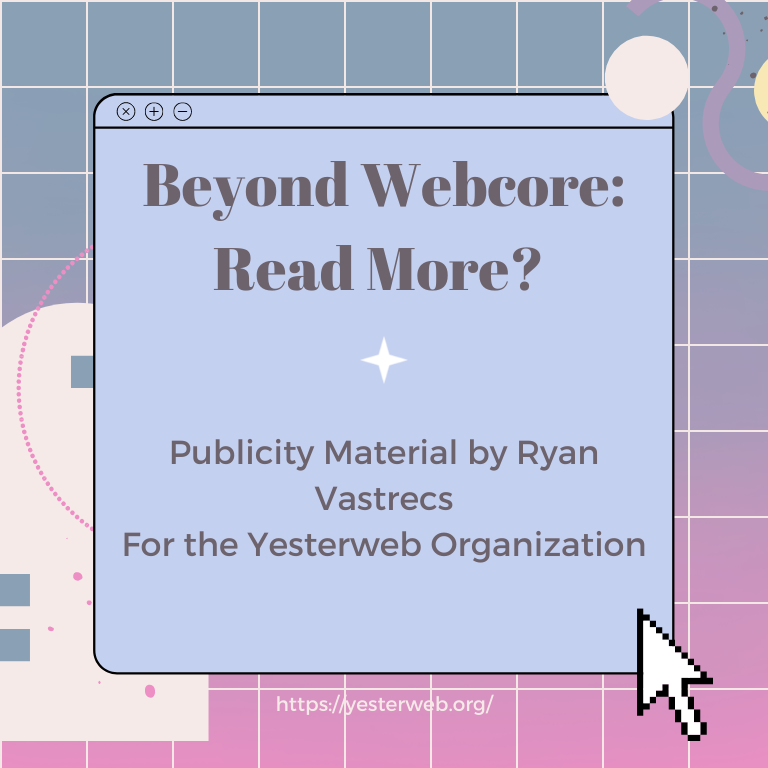 Beyond Webcore:
Read More?
Publicity Material by Ryan
Vastrecs
For the Yesterweb Organization
https://yesterweb.org/